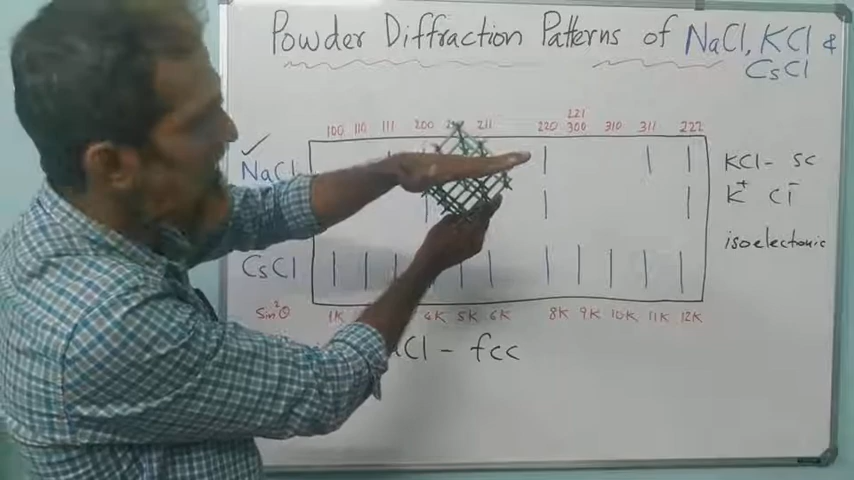 Powder Diffraction Patterns of NaCl, KCl &
CsCl
100 110 111 200 211 220 221 300 310 311 222
NaCl
KCl - sc
K+ Cl-
isoelectonic
CsCl
Sin²θ 1K 4K 5K 6K 8K 9K 10K 11K 12K
Cl - fcc